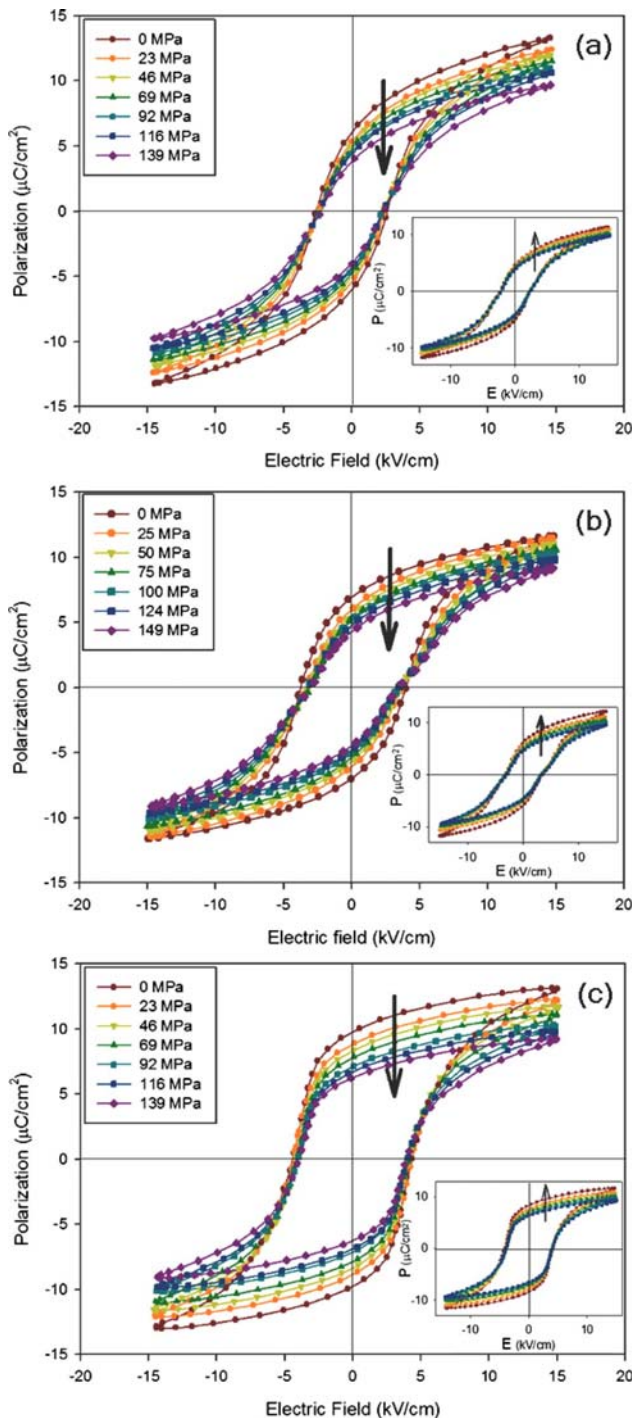 15
10
5
0
-5
-10
-15
Polarization (μC/cm²)
0 MPa
23 MPa
46 MPa
69 MPa
92 MPa
116 MPa
139 MPa
(a)
10
0
-10
P (μC/cm²)
-10 0 10
E (kV/cm)
-20 -15 -10 -5 0 5 10 15 20
Electric Field (kV/cm)
15
10
5
0
-5
-10
-15
Polarization (μC/cm²)
0 MPa
25 MPa
50 MPa
75 MPa
100 MPa
124 MPa
149 MPa
(b)
10
0
-10
P (μC/cm²)
-10 0 10
E (kV/cm)
-20 -15 -10 -5 0 5 10 15 20
Electric field (kV/cm)
15
10
5
0
-5
-10
-15
Polarization (μC/cm²)
0 MPa
23 MPa
46 MPa
69 MPa
92 MPa
116 MPa
139 MPa
(c)
10
0
-10
P (μC/cm²)
-10 0 10
E (kV/cm)
-20 -15 -10 -5 0 5 10 15 20
Electric Field (kV/cm)